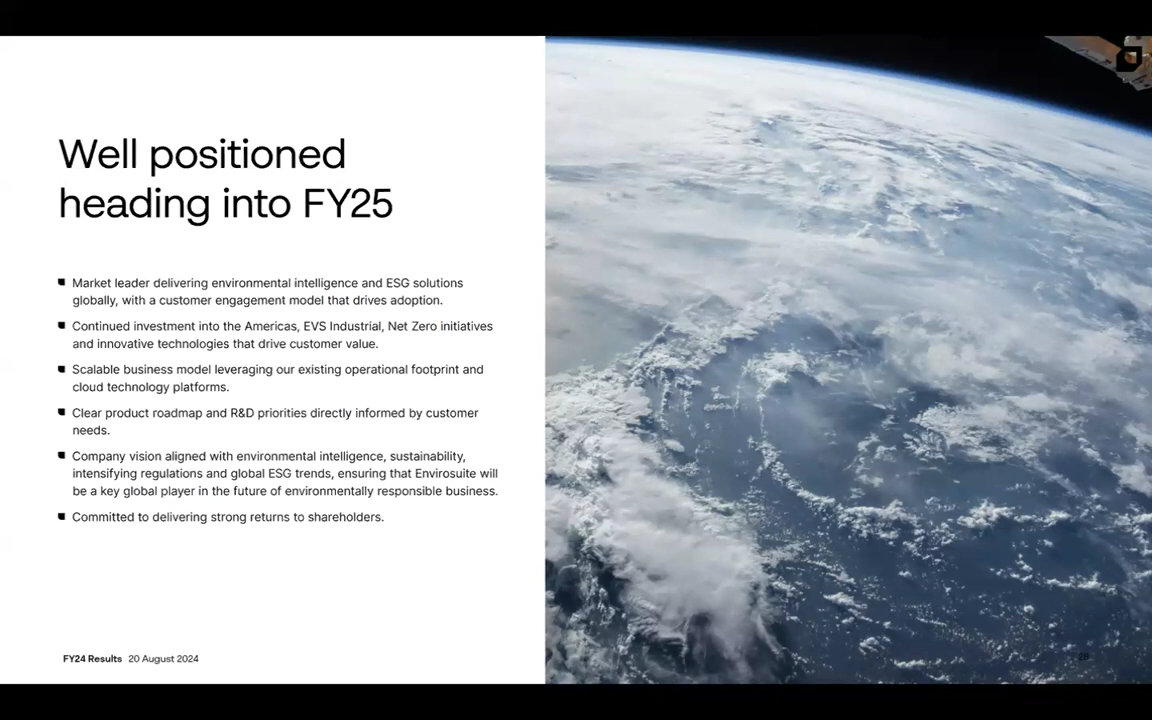 Well positioned
heading into FY25
Market leader delivering environmental intelligence and ESG solutions
globally, with a customer engagement model that drives adoption.
Continued investment into the Americas, EVS Industrial, Net Zero initiatives
and innovative technologies that drive customer value.
Scalable business model leveraging our existing operational footprint and
cloud technology platforms.
Clear product roadmap and R&D priorities directly informed by customer
needs.
Company vision aligned with environmental intelligence, sustainability,
intensifying regulations and global ESG trends, ensuring that Envirosuite will
be a key global player in the future of environmentally responsible business.
Committed to delivering strong returns to shareholders.
FY24 Results 20 August 2024